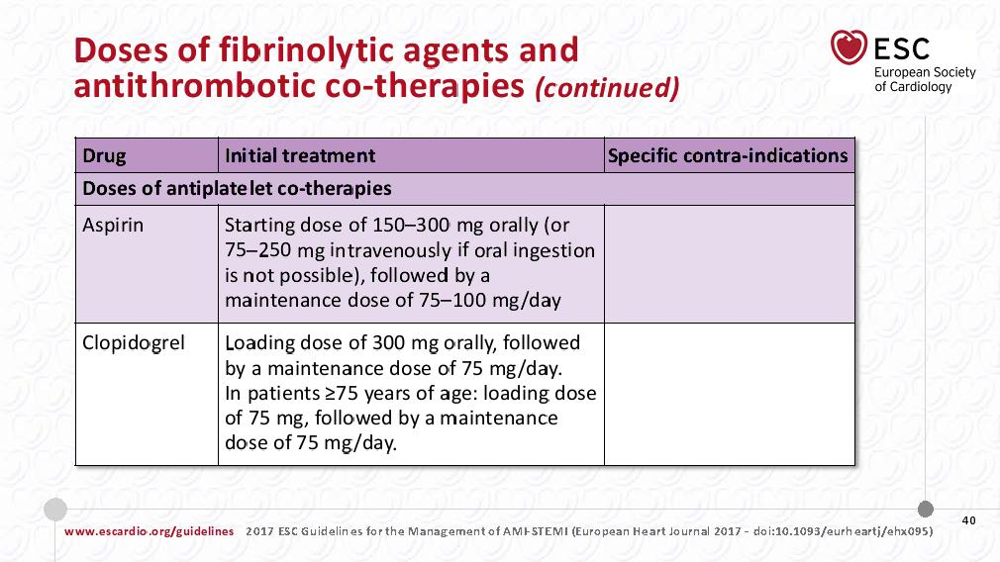 Doses of fibrinolytic agents and
antithrombotic co-therapies (continued)
ESC
European Society
of Cardiology
Drug Initial treatment Specific contra-indications
Doses of antiplatelet co-therapies
Aspirin
Starting dose of 150–300 mg orally (or
75–250 mg intravenously if oral ingestion
is not possible), followed by a
maintenance dose of 75–100 mg/day
Clopidogrel
Loading dose of 300 mg orally, followed
by a maintenance dose of 75 mg/day.
In patients ≥75 years of age: loading dose
of 75 mg, followed by a maintenance
dose of 75 mg/day.
40
www.escardio.org/guidelines 2017 ESC Guidelines for the Management of AMI-STEMI (European Heart Journal 2017 - doi:10.1093/eurheartj/ehx095)